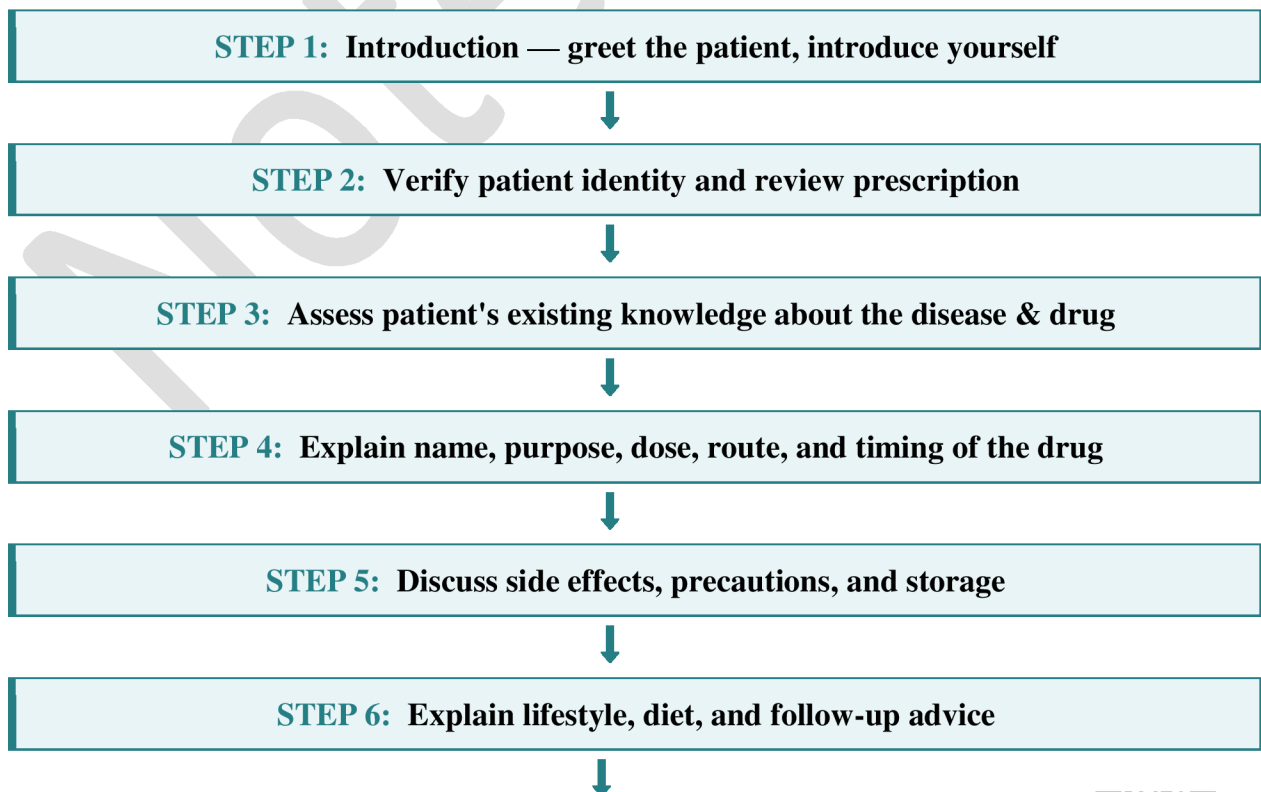 STEP 1: Introduction — greet the patient, introduce yourself
STEP 2: Verify patient identity and review prescription
STEP 3: Assess patient's existing knowledge about the disease & drug
STEP 4: Explain name, purpose, dose, route, and timing of the drug
STEP 5: Discuss side effects, precautions, and storage
STEP 6: Explain lifestyle, diet, and follow-up advice